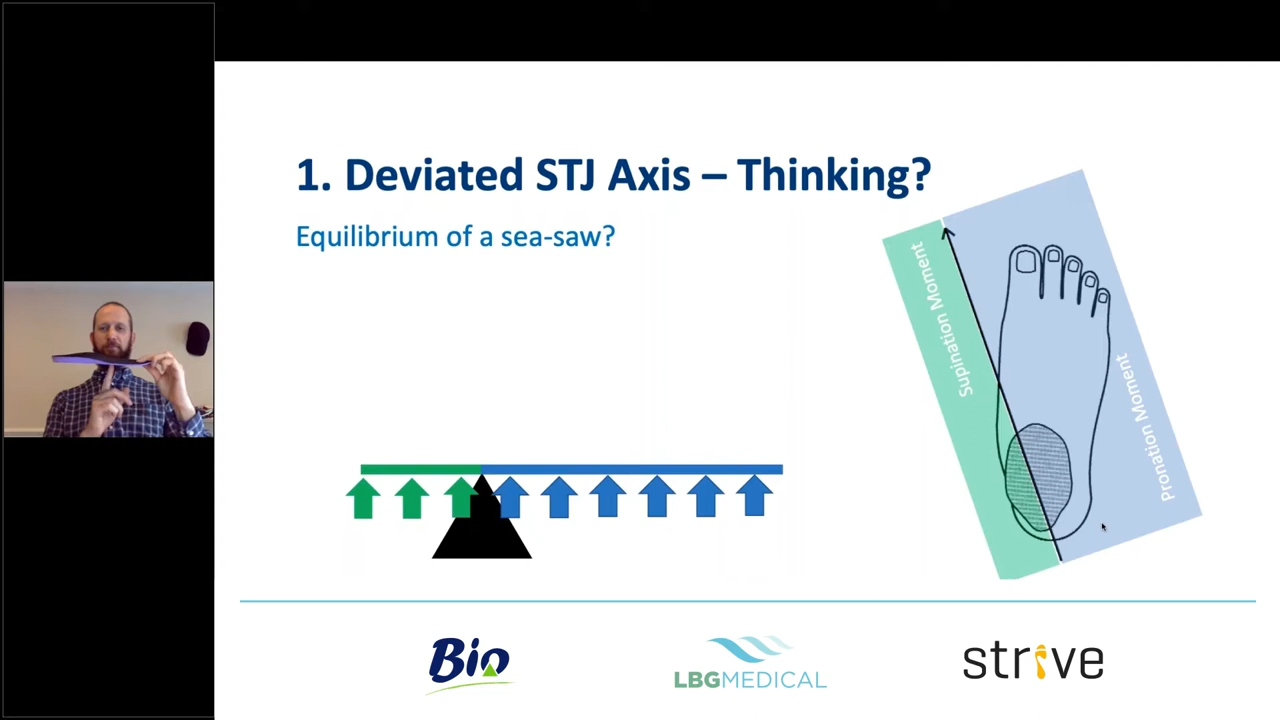 1. Deviated STJ Axis – Thinking?
Equilibrium of a sea-saw?
Supination Moment
Pronation Moment
Bio
LBGMEDICAL
strive